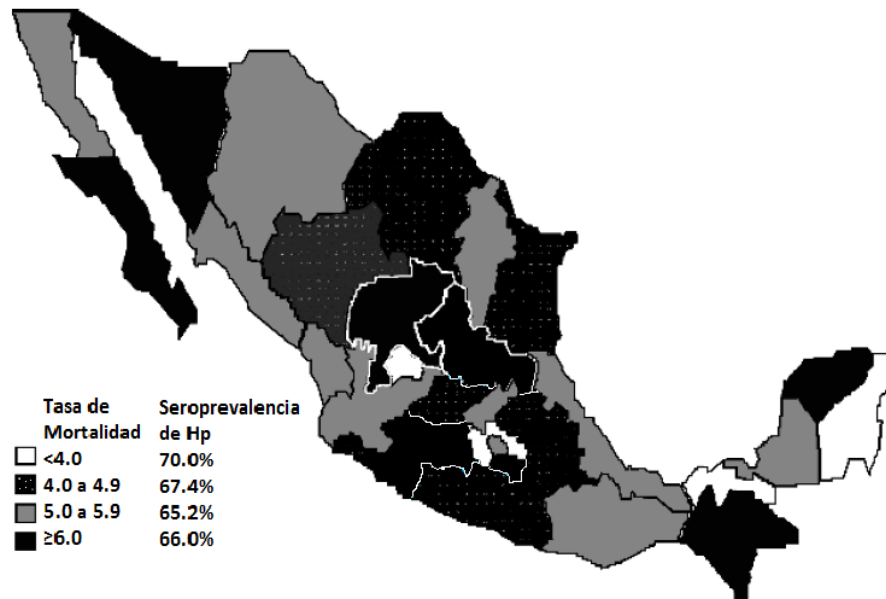 Tasa de Seroprevalencia
Mortalidad de Hp
<4.0 70.0%
4.0 a 4.9 67.4%
5.0 a 5.9 65.2%
≥6.0 66.0%